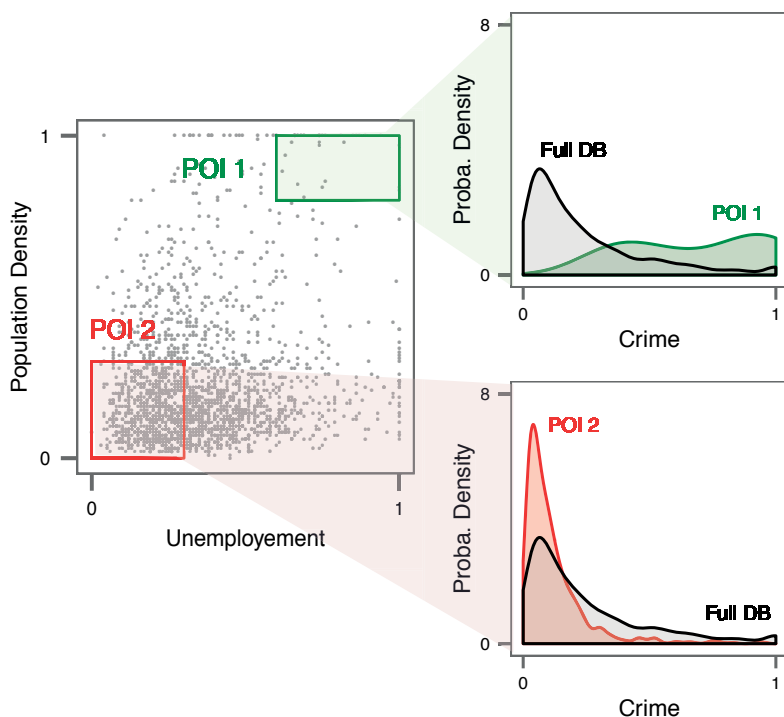 8
Proba. Density
Full DB
POI 1
0
0
1
Crime
1
POI 1
Population Density
POI 2
0
0
1
Unemployement
8
Proba. Density
POI 2
Full DB
0
0
1
Crime